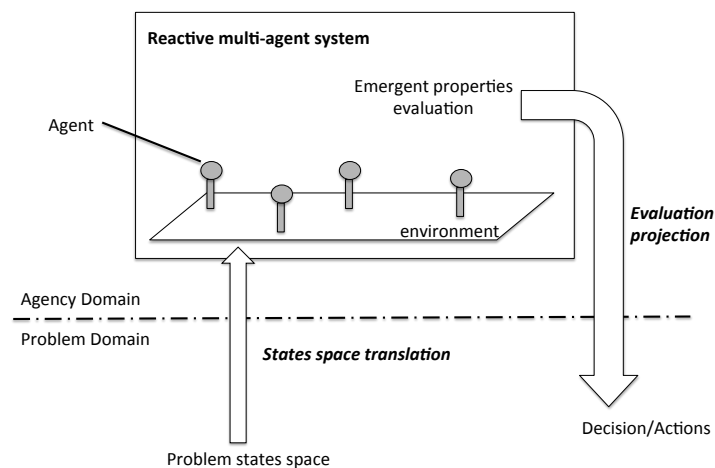 Reactive multi-agent system
Emergent properties
evaluation
Agent
environment
Evaluation
projection
Agency Domain
Problem Domain
States space translation
Decision/Actions
Problem states space